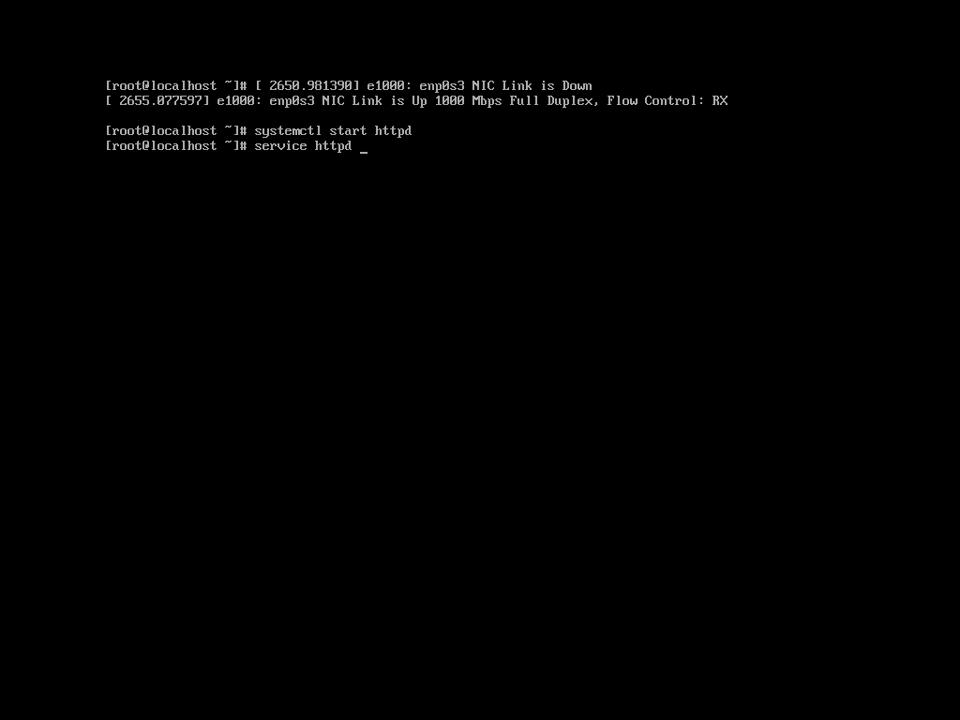 [root@localhost ~]# [ 2650.981390] e1000: enp0s3 NIC Link is Down
[ 2655.077597] e1000: enp0s3 NIC Link is Up 1000 Mbps Full Duplex, Flow Control: RX
[root@localhost ~]# systemctl start httpd
[root@localhost ~]# service httpd _